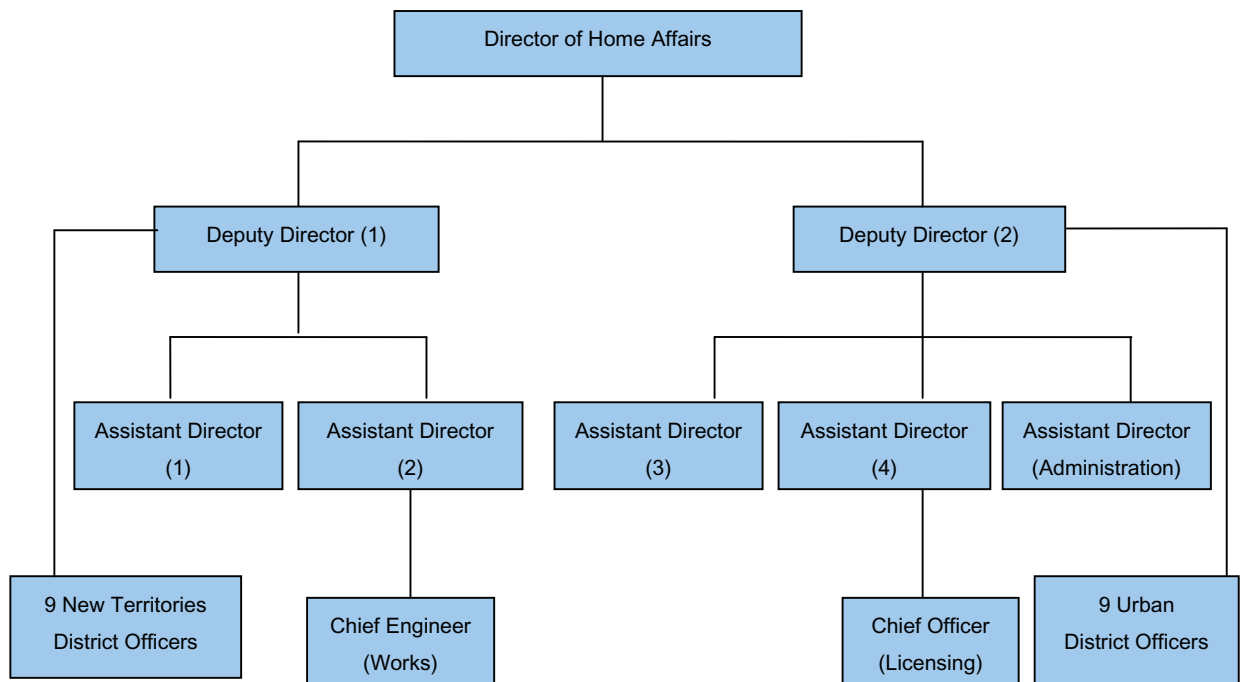 Director of Home Affairs
Deputy Director (1)
Deputy Director (2)
Assistant Director
(1)
Assistant Director
(2)
Assistant Director
(3)
Assistant Director
(4)
Assistant Director
(Administration)
9 New Territories
District Officers
Chief Engineer
(Works)
Chief Officer
(Licensing)
9 Urban
District Officers